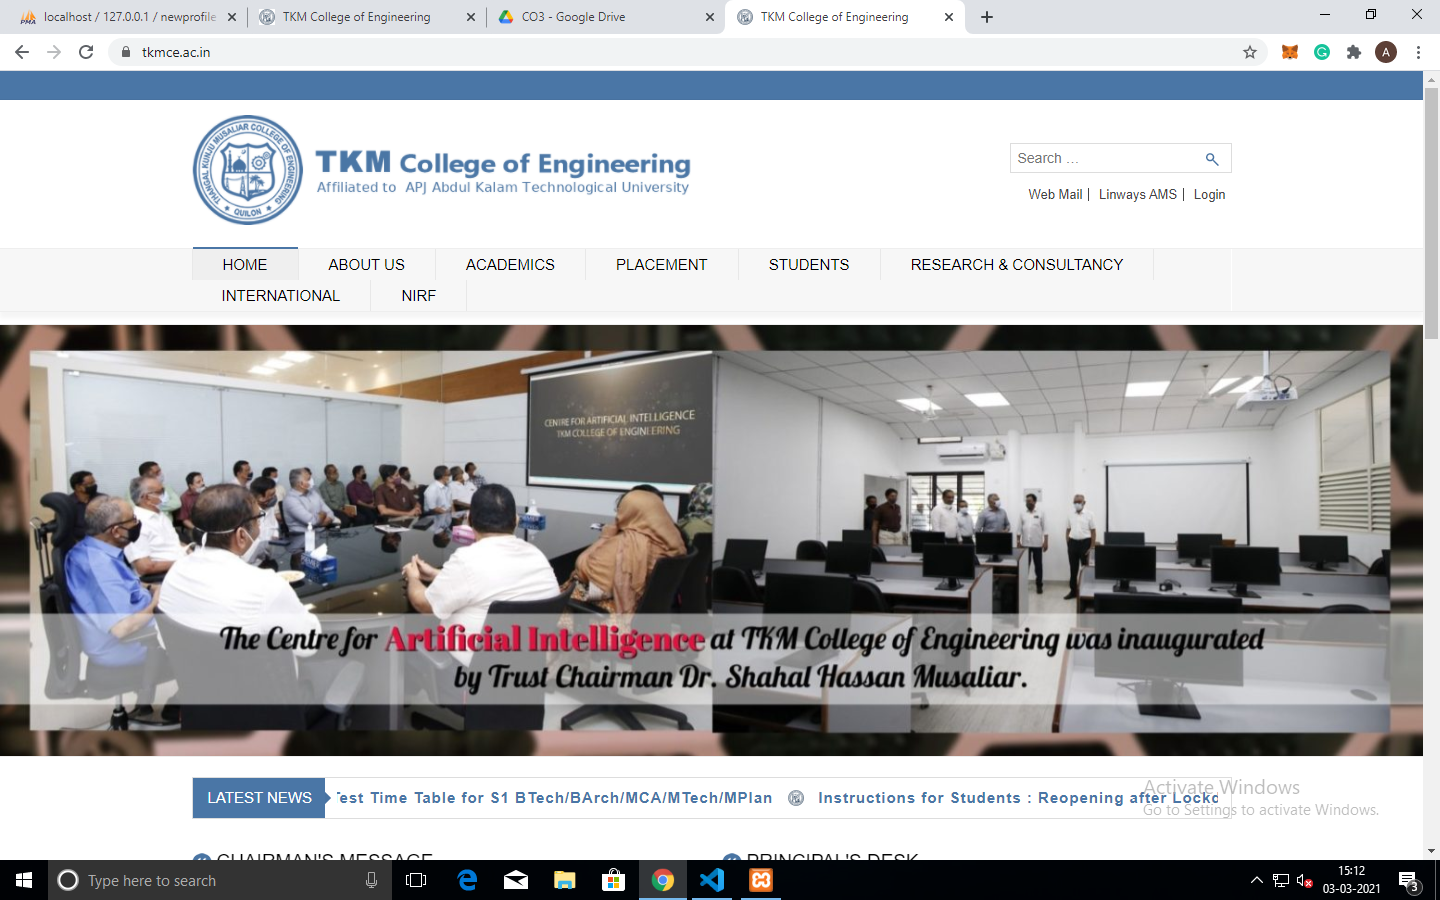 localhost / 127.0.0.1 / newprofile
TKM College of Engineering
CO3 - Google Drive
TKM College of Engineering
tkmce.ac.in
A
THANGAL KUNJU MUSALIAR COLLEGE OF ENGINEERING
QUILON
TKM College of Engineering
Affiliated to APJ Abdul Kalam Technological University
Search ...
Web Mail | Linways AMS | Login
HOME
ABOUT US
ACADEMICS
PLACEMENT
STUDENTS
RESEARCH & CONSULTANCY
INTERNATIONAL
NIRF
CENTRE FOR ARTIFICIAL INTELLIGENCE
TKM COLLEGE OF ENGINEERING
The Centre for Artificial Intelligence at TKM College of Engineering was inaugurated
by Trust Chairman Dr. Shahal Hassan Musaliar.
LATEST NEWS
Test Time Table for S1 BTech/BArch/MCA/MTech/MPlan
Instructions for Students : Reopening after Lockd
Activate Windows
Go to Settings to activate Windows.
CHAIRMAN'S MESSAGE
PRINCIPAL'S DESK
Type here to search
15:12
03-03-2021
3